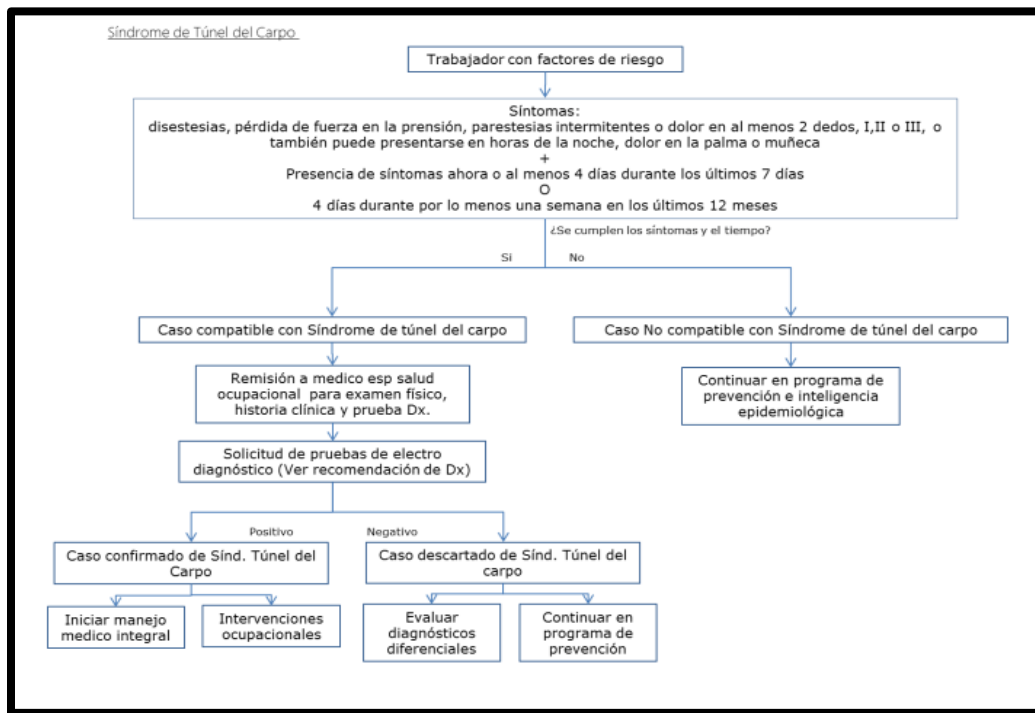 Síndrome de Túnel del Carpo
Trabajador con factores de riesgo
Síntomas:
disestesias, pérdida de fuerza en la prensión, parestesias intermitentes o dolor en al menos 2 dedos, I,II o III, o
también puede presentarse en horas de la noche, dolor en la palma o muñeca
+
Presencia de síntomas ahora o al menos 4 días durante los últimos 7 días
O
4 días durante por lo menos una semana en los últimos 12 meses
¿Se cumplen los síntomas y el tiempo?
Si
No
Caso compatible con Síndrome de túnel del carpo
Caso No compatible con Síndrome de túnel del carpo
Remisión a medico esp salud
ocupacional para examen físico,
historia clínica y prueba Dx.
Continuar en programa de
prevención e inteligencia
epidemiológica
Solicitud de pruebas de electro
diagnóstico (Ver recomendación de Dx)
Positivo
Negativo
Caso confirmado de Sínd. Túnel del
Carpo
Caso descartado de Sínd. Túnel del
carpo
Iniciar manejo
medico integral
Intervenciones
ocupacionales
Evaluar
diagnósticos
diferenciales
Continuar en
programa de
prevención